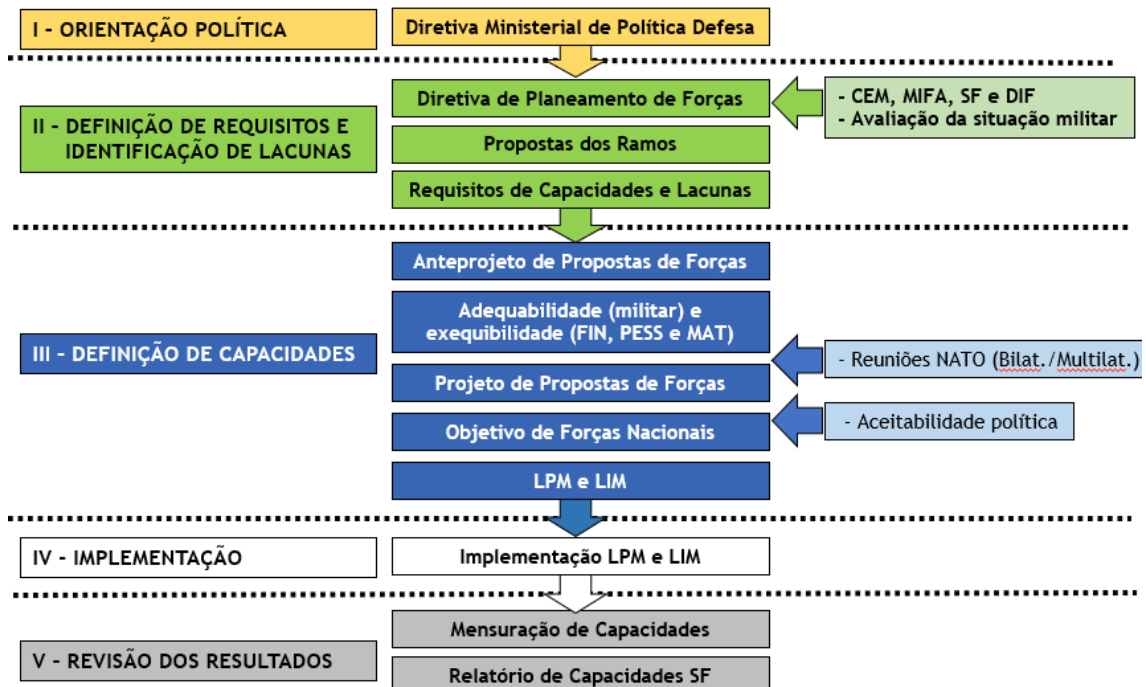 I - ORIENTAÇÃO POLÍTICA
Diretiva Ministerial de Política Defesa
II - DEFINIÇÃO DE REQUISITOS E
IDENTIFICAÇÃO DE LACUNAS
Diretiva de Planeamento de Forças
- CEM, MIFA, SF e DIF
- Avaliação da situação militar
Propostas dos Ramos
Requisitos de Capacidades e Lacunas
III - DEFINIÇÃO DE CAPACIDADES
Anteprojeto de Propostas de Forças
Adequabilidade (militar) e
exequibilidade (FIN, PESS e MAT)
- Reuniões NATO (Bilat./Multilat.)
Projeto de Propostas de Forças
Objetivo de Forças Nacionais
- Aceitabilidade política
LPM e LIM
IV - IMPLEMENTAÇÃO
Implementação LPM e LIM
V - REVISÃO DOS RESULTADOS
Mensuração de Capacidades
Relatório de Capacidades SF